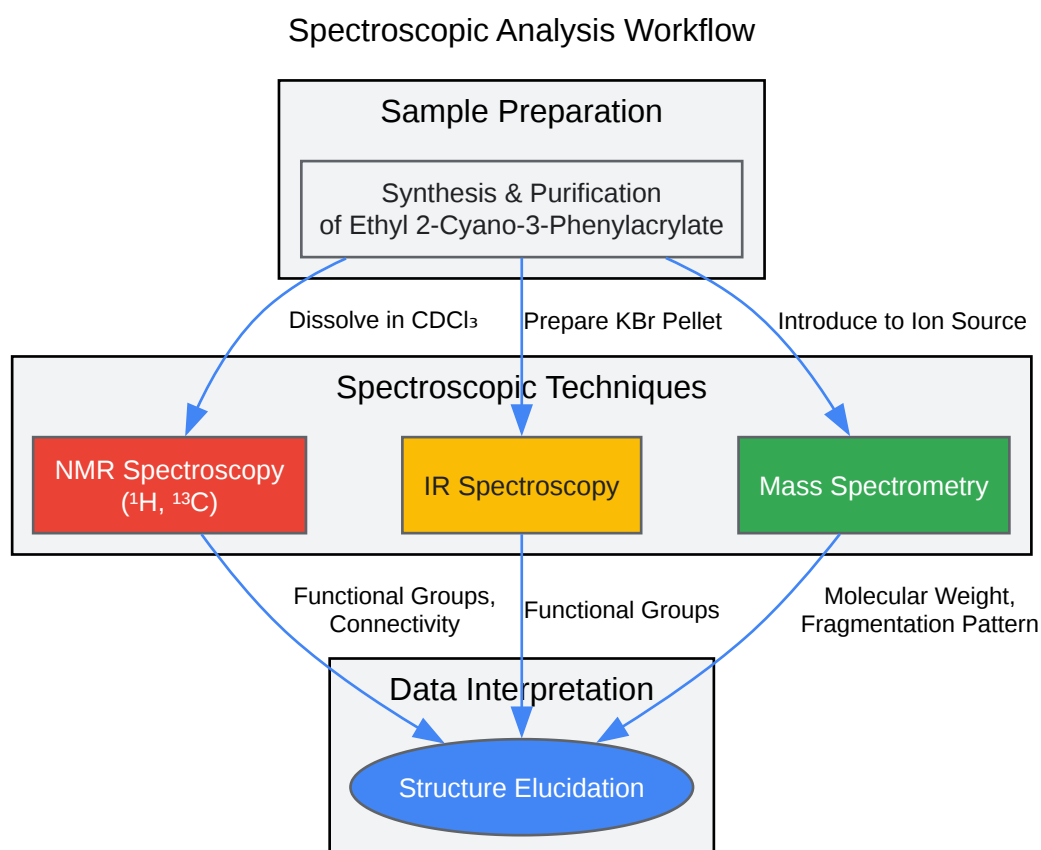 Spectroscopic Analysis Workflow
Sample Preparation
Synthesis & Purification
of Ethyl 2-Cyano-3-Phenylacrylate
Dissolve in CDCl₃
Prepare KBr Pellet
Introduce to Ion Source
Spectroscopic Techniques
NMR Spectroscopy
(¹H, ¹³C)
IR Spectroscopy
Mass Spectrometry
Functional Groups,
Connectivity
Functional Groups
Molecular Weight,
Fragmentation Pattern
Data Interpretation
Structure Elucidation